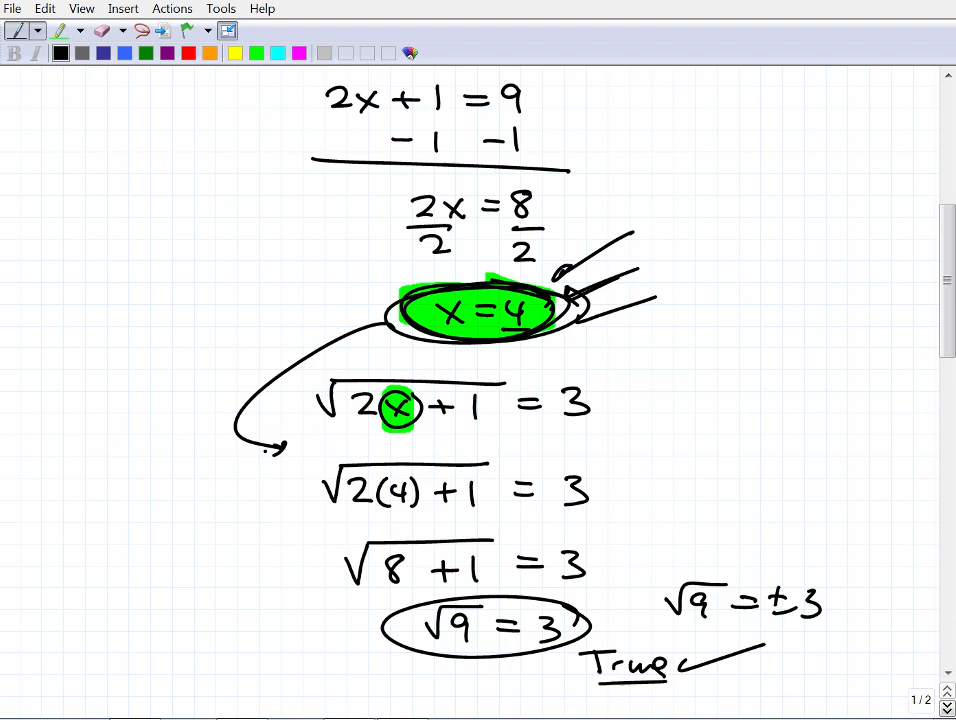 File Edit View Insert Actions Tools Help
B I
2x + 1 = 9
- 1 - 1
2x = 8
2 2
x = 4
√2x + 1 = 3
√2(4) + 1 = 3
√8 + 1 = 3
√9 = ± 3
√9 = 3
True ✓
1 / 2